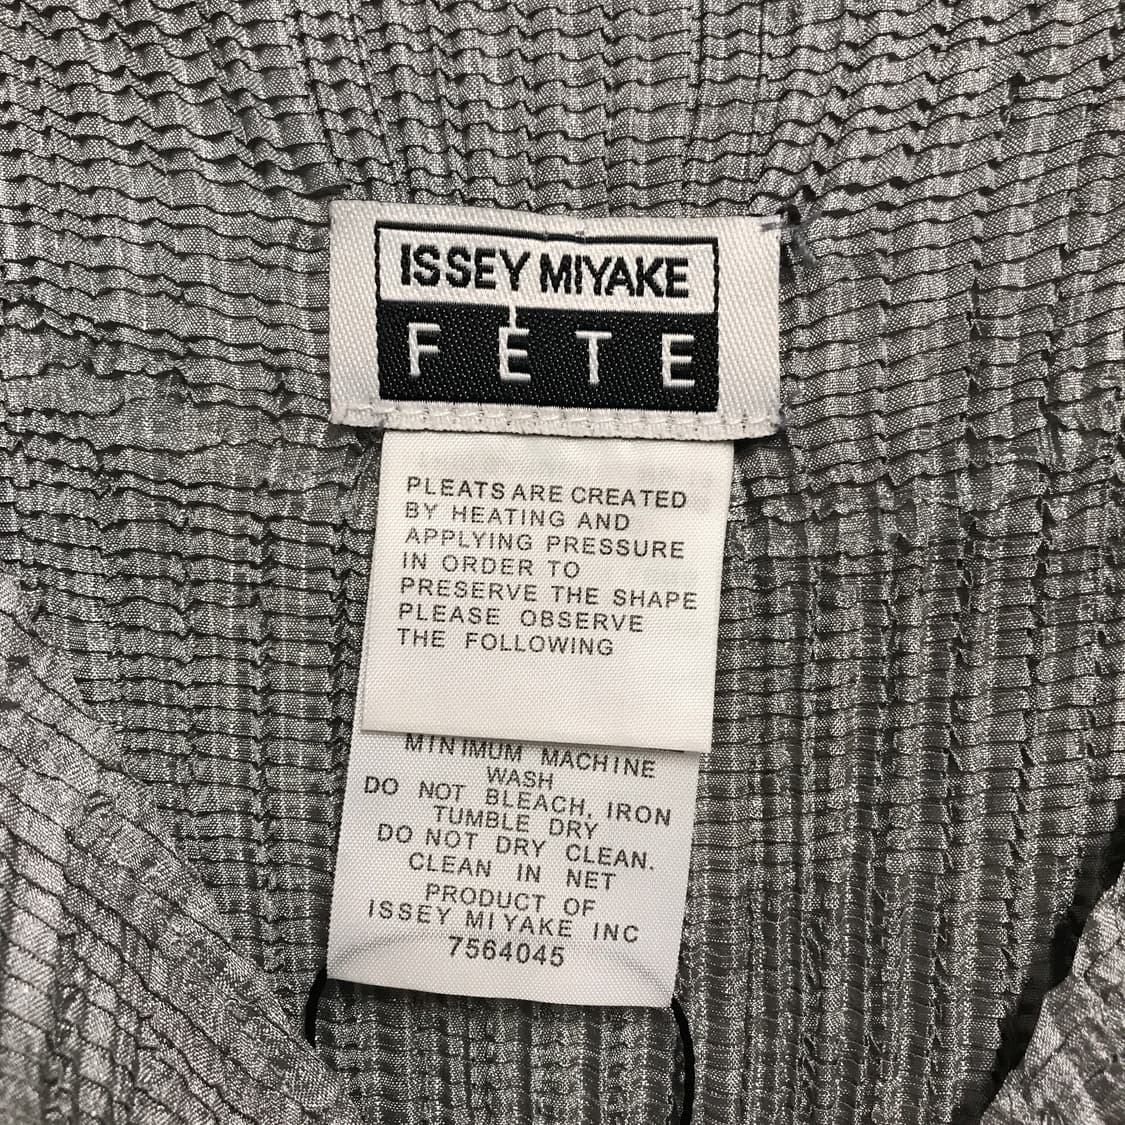 ISSEY MIYAKE
FÊTE
PLEATS ARE CREATED
BY HEATING AND
APPLYING PRESSURE
IN ORDER TO
PRESERVE THE SHAPE
PLEASE OBSERVE
THE FOLLOWING
MINIMUM MACHINE
WASH
DO NOT BLEACH, IRON
TUMBLE DRY
DO NOT DRY CLEAN.
CLEAN IN NET
PRODUCT OF
ISSEY MIYAKE INC
7564045